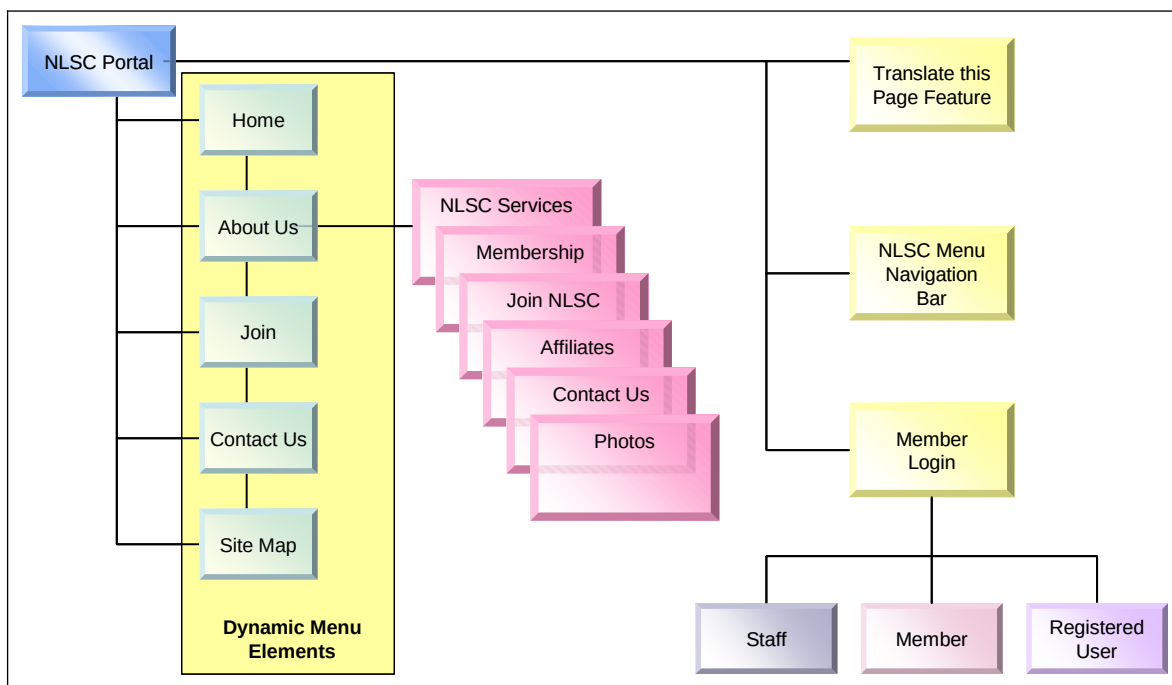 NLSC Portal
Home
About Us
Join
Contact Us
Site Map
Dynamic Menu
Elements
NLSC Services
Membership
Join NLSC
Affiliates
Contact Us
Photos
Translate this
Page Feature
NLSC Menu
Navigation
Bar
Member
Login
Staff
Member
Registered
User